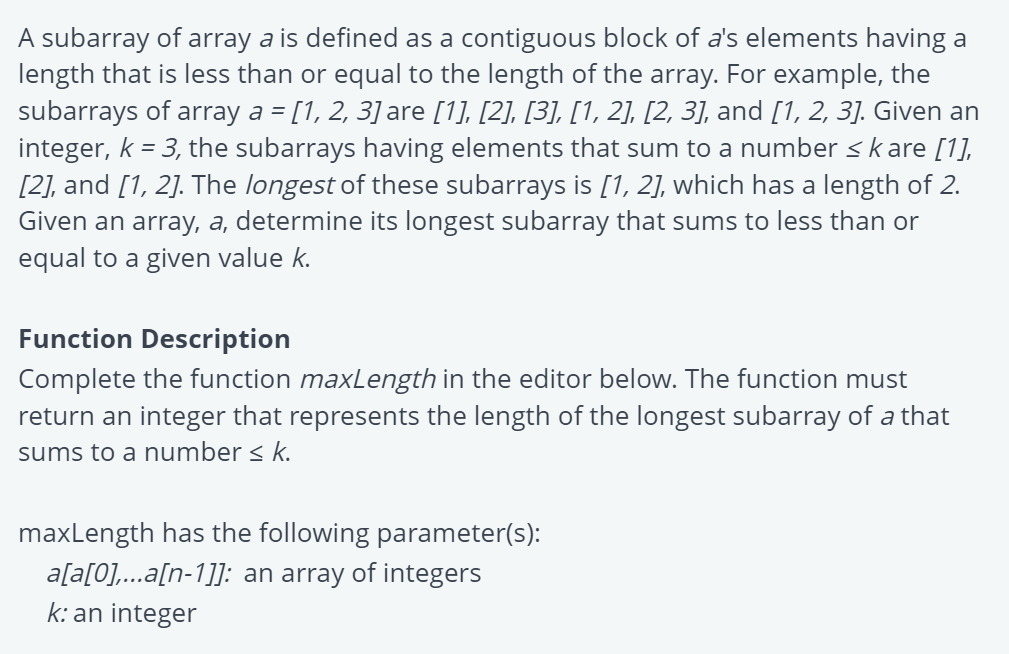 A subarray of array a is defined as a contiguous block of a's elements having a
length that is less than or equal to the length of the array. For example, the
subarrays of array a = [1, 2, 3] are [1], [2], [3], [1, 2], [2, 3], and [1, 2, 3]. Given an
integer, k = 3, the subarrays having elements that sum to a number ≤ k are [1],
[2], and [1, 2]. The longest of these subarrays is [1, 2], which has a length of 2.
Given an array, a, determine its longest subarray that sums to less than or
equal to a given value k.
Function Description
Complete the function maxLength in the editor below. The function must
return an integer that represents the length of the longest subarray of a that
sums to a number ≤ k.
maxLength has the following parameter(s):
a[a[0],...a[n-1]]: an array of integers
k: an integer